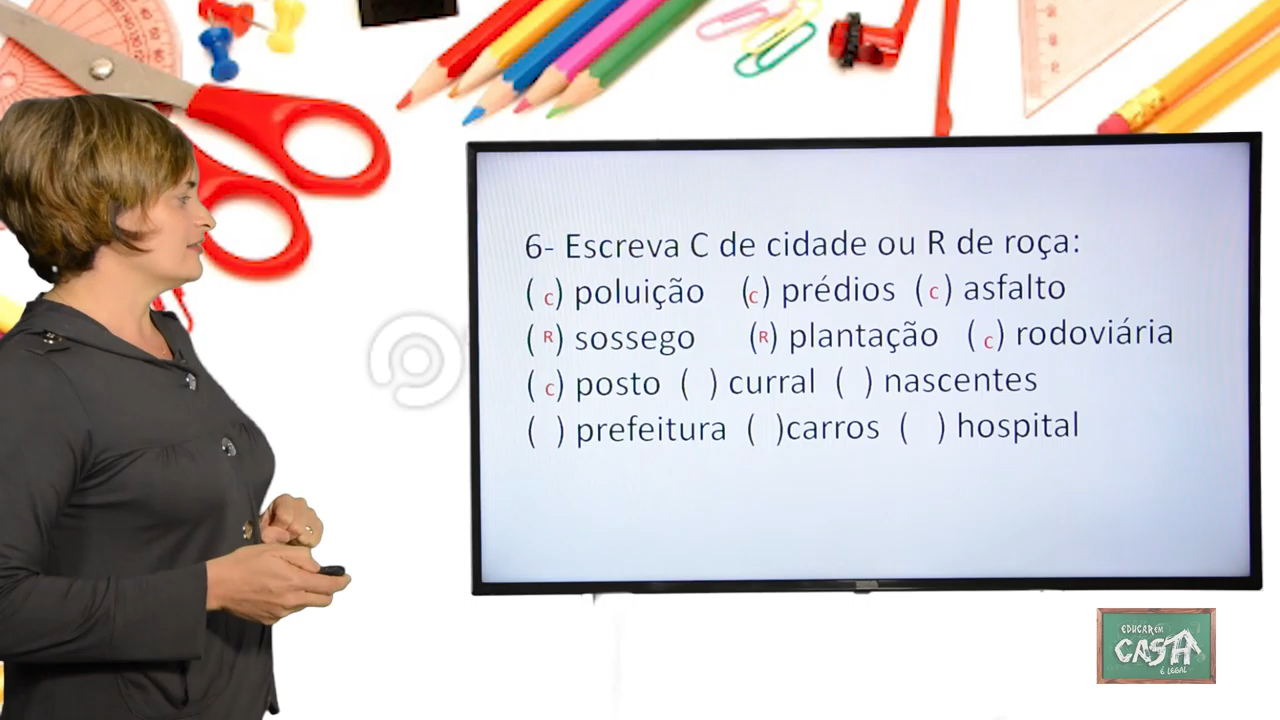 6- Escreva C de cidade ou R de roça:
( c) poluição (c) prédios ( c ) asfalto
( R) sossego (R) plantação ( c ) rodoviária
( c) posto ( ) curral ( ) nascentes
( ) prefeitura ( )carros ( ) hospital
EDUCAR EM
CASA
É LEGAL